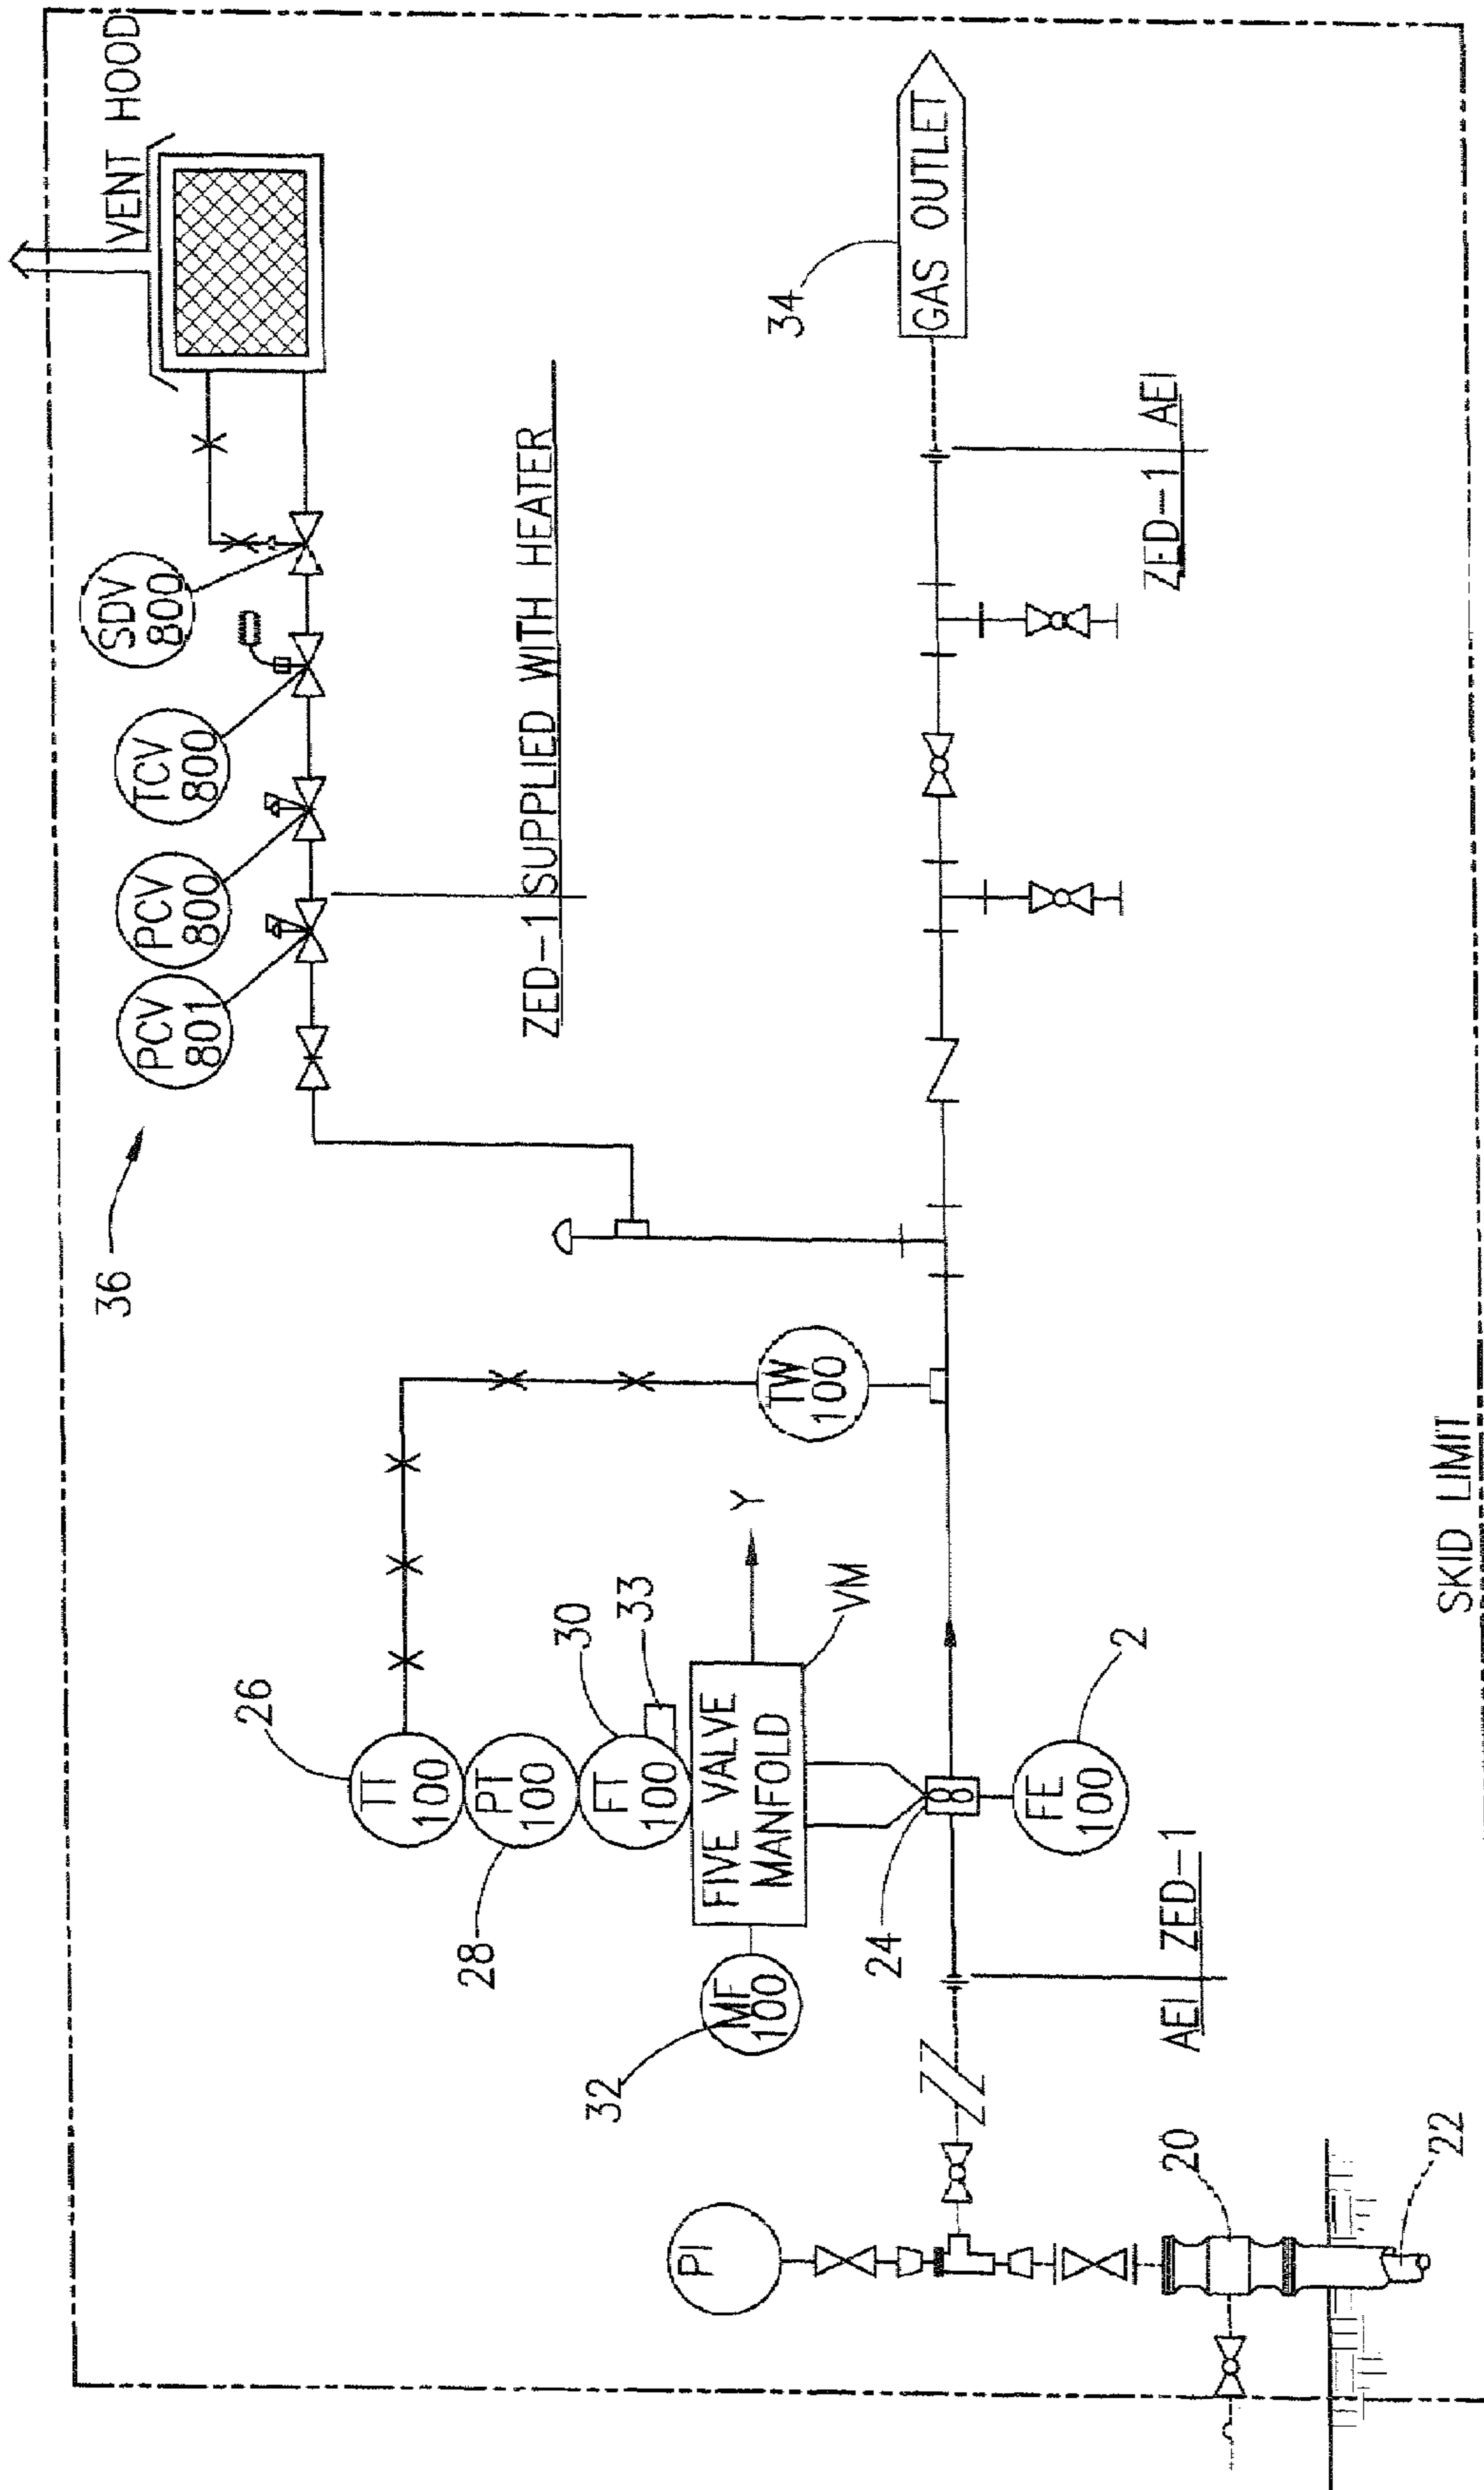 VENT HOOD
SDV
800
TCV
800
PCV
800
PCV
801
36
ZED-1 SUPPLIED WITH HEATER
34
GAS OUTLET
ZED-1 AEI
26
TT
100
PT
100
28
FT
100
30
33
FIVE VALVE
MANFOLD
VM
Y
TW
100
MF
100
32
24
FE
100
2
AEI ZED-1
PI
20
22
SKID LIMIT